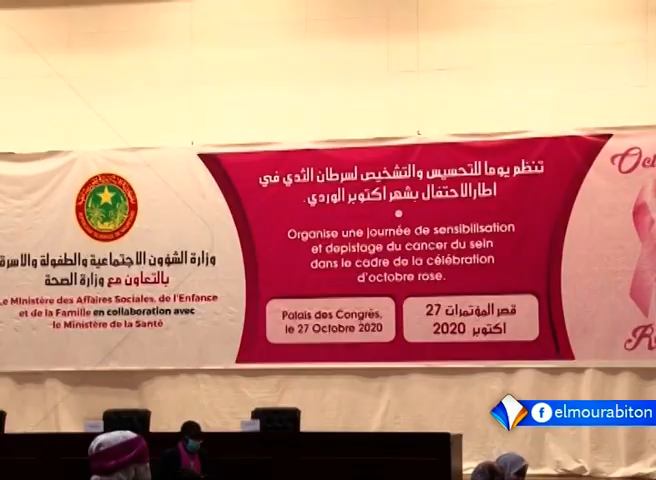 وزارة الشؤون الاجتماعية والطفولة والاسرة
بالتعاون مع وزارة الصحة
Le Ministère des Affaires Sociales, de l'Enfance
et de la Famille en collaboration avec
le Ministère de la Santé
تنظم يوما للتحسيس والتشخيص لسرطان الثدي في
اطار الاحتفال بشهر اكتوبر الوردي.
Organise une journée de sensibilisation
et depistage du cancer du sein
dans le cadre de la célébration
d'octobre rose.
Palais des Congrès,
le 27 Octobre 2020
قصر المؤتمرات 27
اكتوبر 2020
elmourabiton